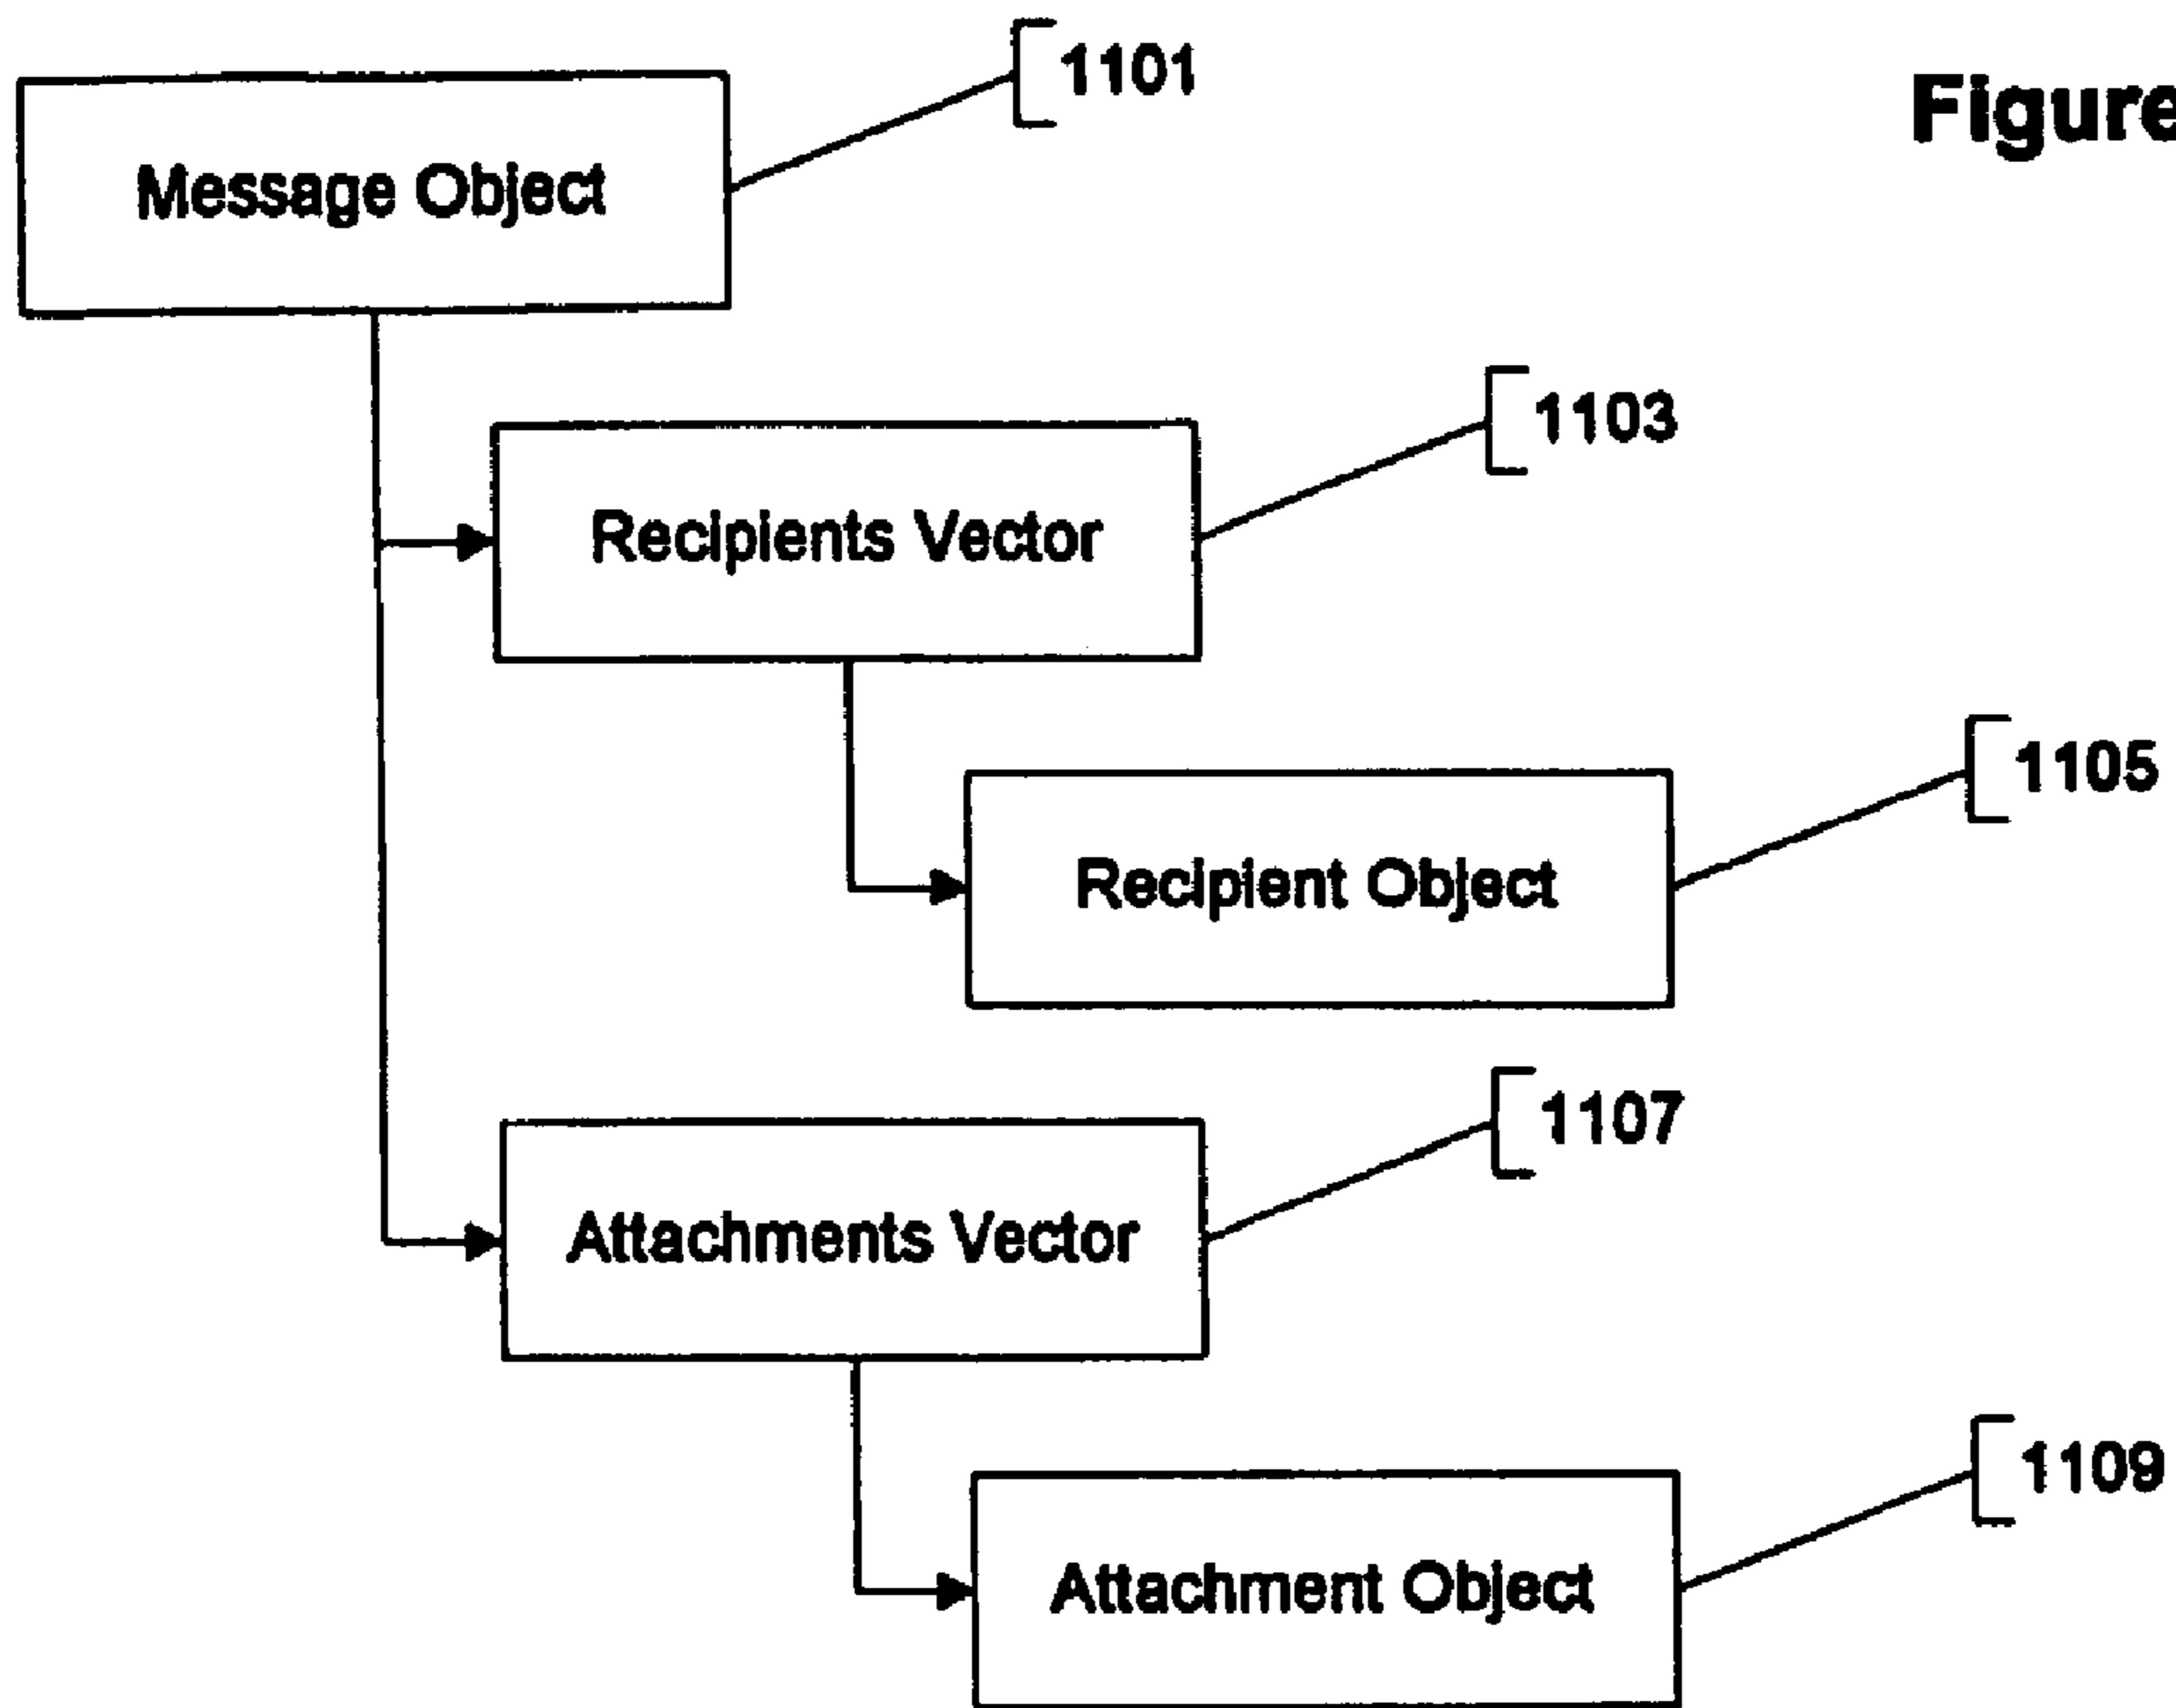 1101
Figure
Message Object
1103
Recipients Vector
1105
Recipient Object
1107
Attachments Vector
1109
Attachment Object